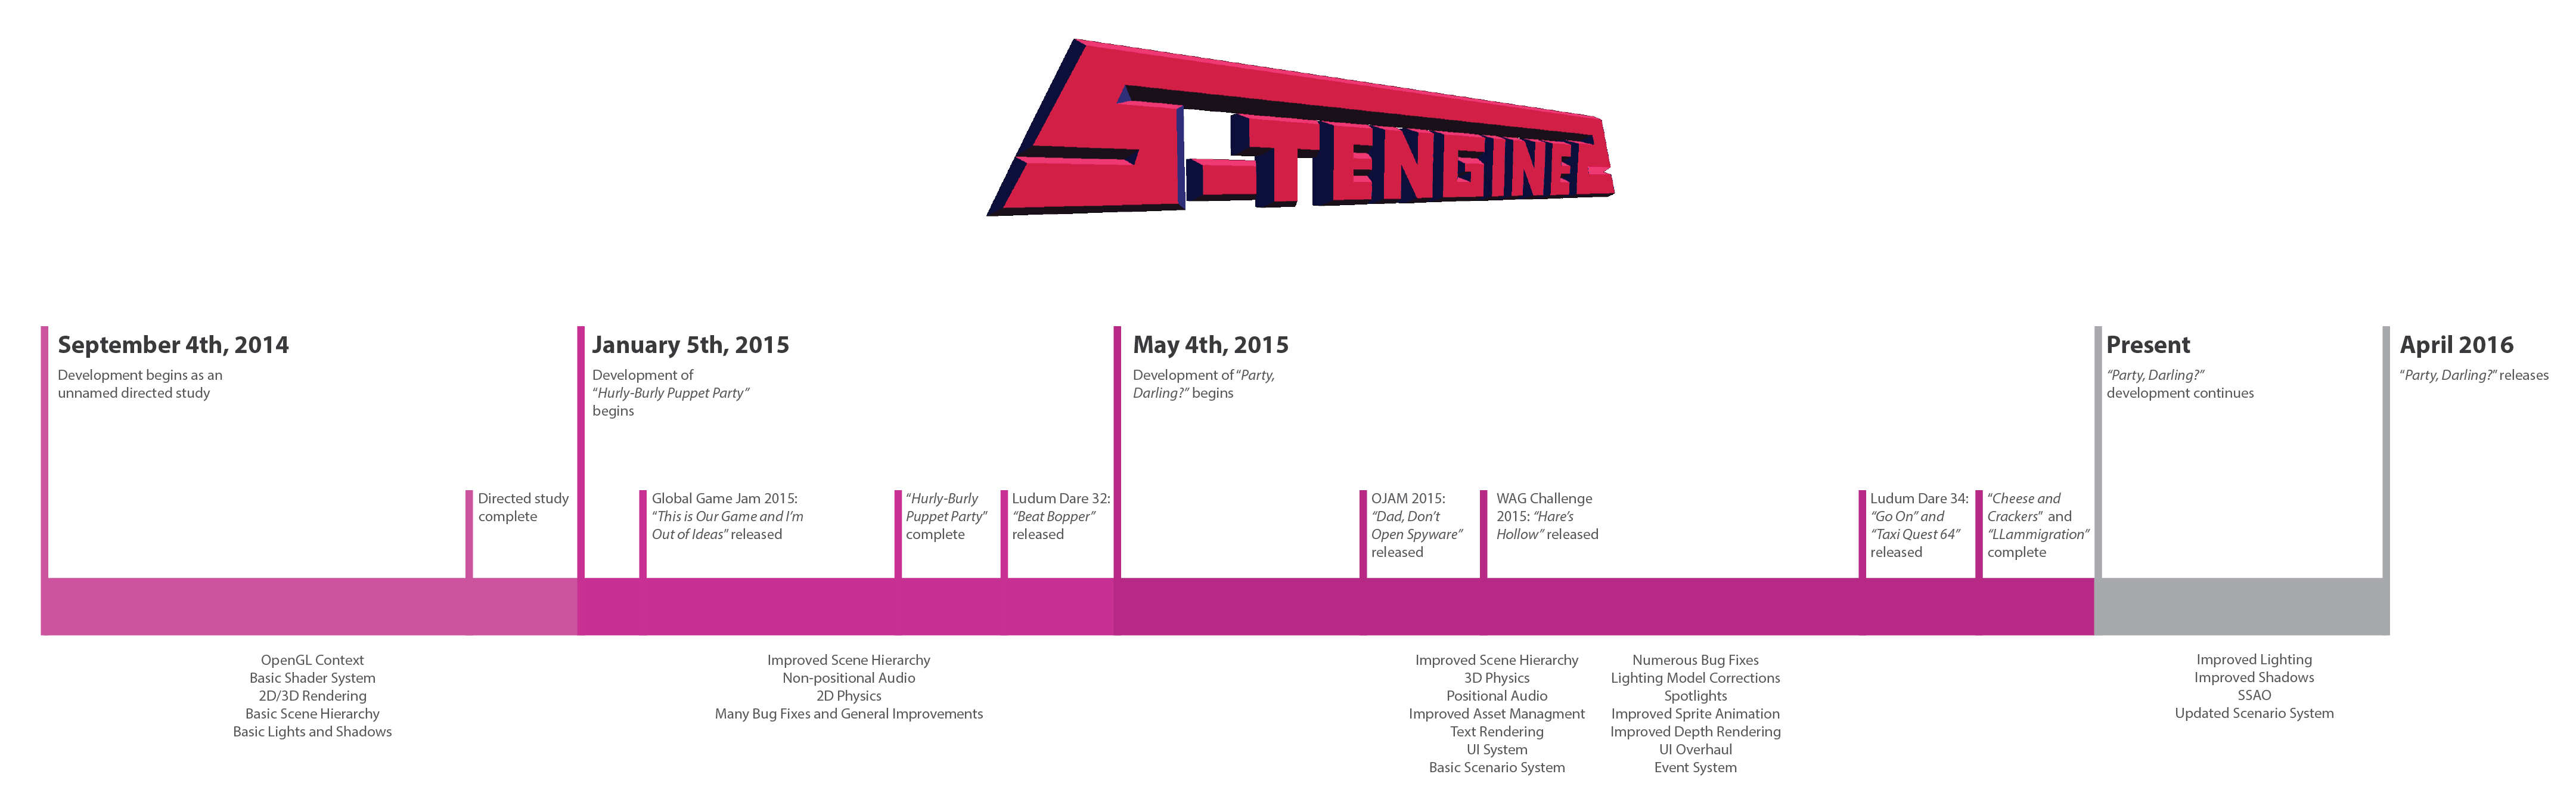 S-TENGINE2
September 4th, 2014
Development begins as an
unnamed directed study
January 5th, 2015
Development of
“Hurly-Burly Puppet Party”
begins
May 4th, 2015
Development of “Party,
Darling?” begins
Present
“Party, Darling?”
development continues
April 2016
“Party, Darling?” releases
Directed study
complete
Global Game Jam 2015:
“This is Our Game and I’m
Out of Ideas” released
“Hurly-Burly
Puppet Party”
complete
Ludum Dare 32:
“Beat Bopper”
released
OJAM 2015:
“Dad, Don’t
Open Spyware”
released
WAG Challenge
2015: “Hare’s
Hollow” released
Ludum Dare 34:
“Go On” and
“Taxi Quest 64”
released
“Cheese and
Crackers” and
“LLammigration”
complete
OpenGL Context
Basic Shader System
2D/3D Rendering
Basic Scene Hierarchy
Basic Lights and Shadows
Improved Scene Hierarchy
Non-positional Audio
2D Physics
Many Bug Fixes and General Improvements
Improved Scene Hierarchy
3D Physics
Positional Audio
Improved Asset Managment
Text Rendering
UI System
Basic Scenario System
Numerous Bug Fixes
Lighting Model Corrections
Spotlights
Improved Sprite Animation
Improved Depth Rendering
UI Overhaul
Event System
Improved Lighting
Improved Shadows
SSAO
Updated Scenario System